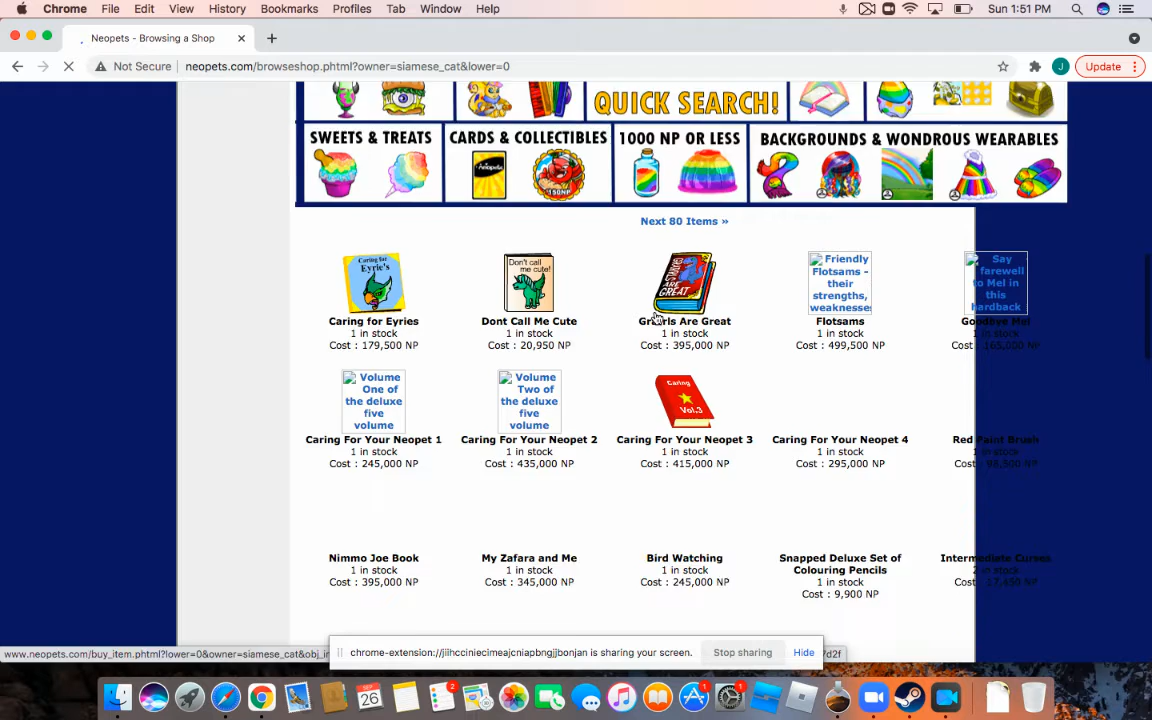 Chrome File Edit View History Bookmarks Profiles Tab Window Help Sun 1:51 PM
Neopets - Browsing a Shop
Not Secure neopets.com/browseshop.phtml?owner=siamese_cat&lower=0 J Update
QUICK SEARCH!
SWEETS & TREATS CARDS & COLLECTIBLES 1000 NP OR LESS BACKGROUNDS & WONDROUS WEARABLES
Next 80 Items »
Caring for Eyrie's
Don't call me cute!
GRARRLS ARE GREAT
Friendly Flotsams - their strengths, weaknesses
Say farewell to Mel in this hardback
Caring for Eyries Dont Call Me Cute Grarrls Are Great Flotsams Goodbye Mel
1 in stock 1 in stock 1 in stock 1 in stock 1 in stock
Cost : 179,500 NP Cost : 20,950 NP Cost : 395,000 NP Cost : 499,500 NP Cost : 165,000 NP
Volume One of the deluxe five volume
Volume Two of the deluxe five volume
Caring Vol.3
Caring For Your Neopet 1 Caring For Your Neopet 2 Caring For Your Neopet 3 Caring For Your Neopet 4 Red Paint Brush
1 in stock 1 in stock 1 in stock 1 in stock 1 in stock
Cost : 245,000 NP Cost : 435,000 NP Cost : 415,000 NP Cost : 295,000 NP Cost : 98,500 NP
Nimmo Joe Book My Zafara and Me Bird Watching Snapped Deluxe Set of Intermediate Curses
Colouring Pencils
1 in stock 1 in stock 1 in stock 1 in stock 2 in stock
Cost : 395,000 NP Cost : 345,000 NP Cost : 245,000 NP Cost : 9,900 NP Cost : 17,450 NP
www.neopets.com/buy_item.phtml?lower=0&owner=siamese_cat&obj_in 7d2f
chrome-extension://jiihcciniecimeajcniapbngjjbonjan is sharing your screen. Stop sharing Hide
26
2
1
1